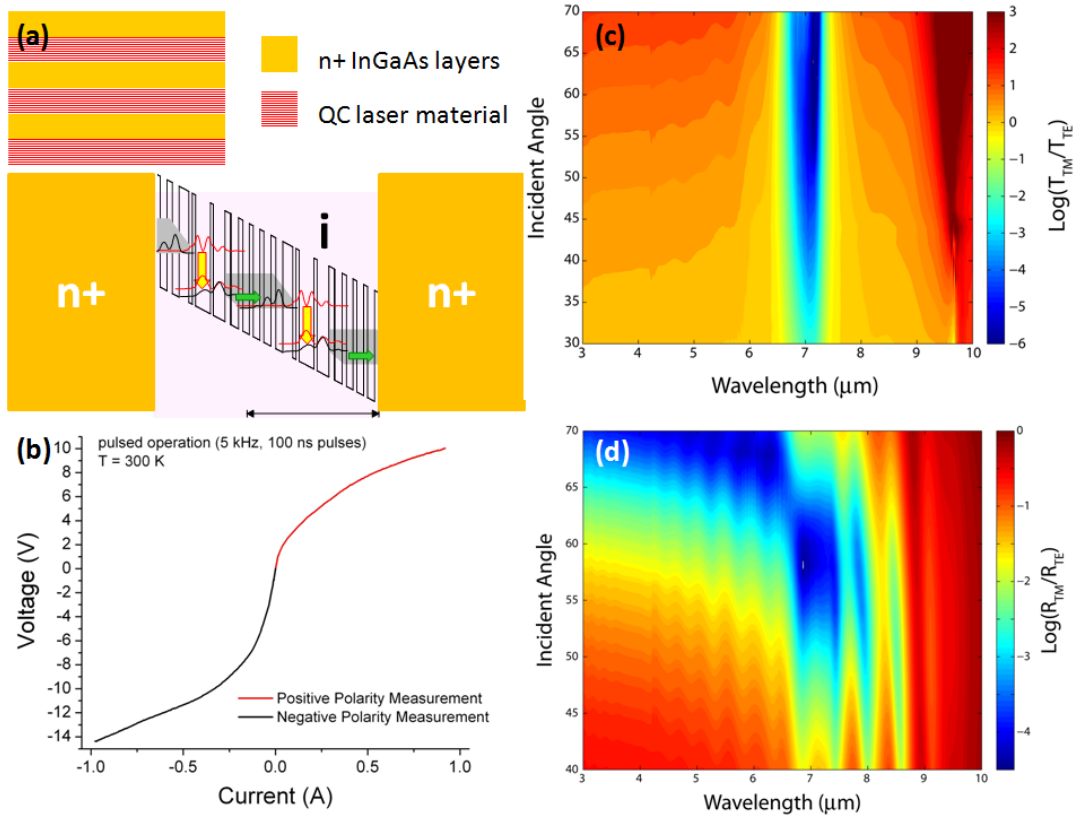 (a)
n+ InGaAs layers
QC laser material
n+
i
n+
(b)
pulsed operation (5 kHz, 100 ns pulses)
T = 300 K
10
8
6
4
2
0
-2
-4
-6
-8
-10
-12
-14
Voltage (V)
Positive Polarity Measurement
Negative Polarity Measurement
-1.0 -0.5 0.0 0.5 1.0
Current (A)
(c)
70
65
60
55
50
45
40
35
30
Incident Angle
3 4 5 6 7 8 9 10
Wavelength (μm)
3
2
1
0
-1
-2
-3
-4
-5
-6
Log(T_TM/T_TE)
(d)
70
65
60
55
50
45
40
Incident Angle
3 4 5 6 7 8 9 10
Wavelength (μm)
0
-1
-2
-3
-4
Log(R_TM/R_TE)